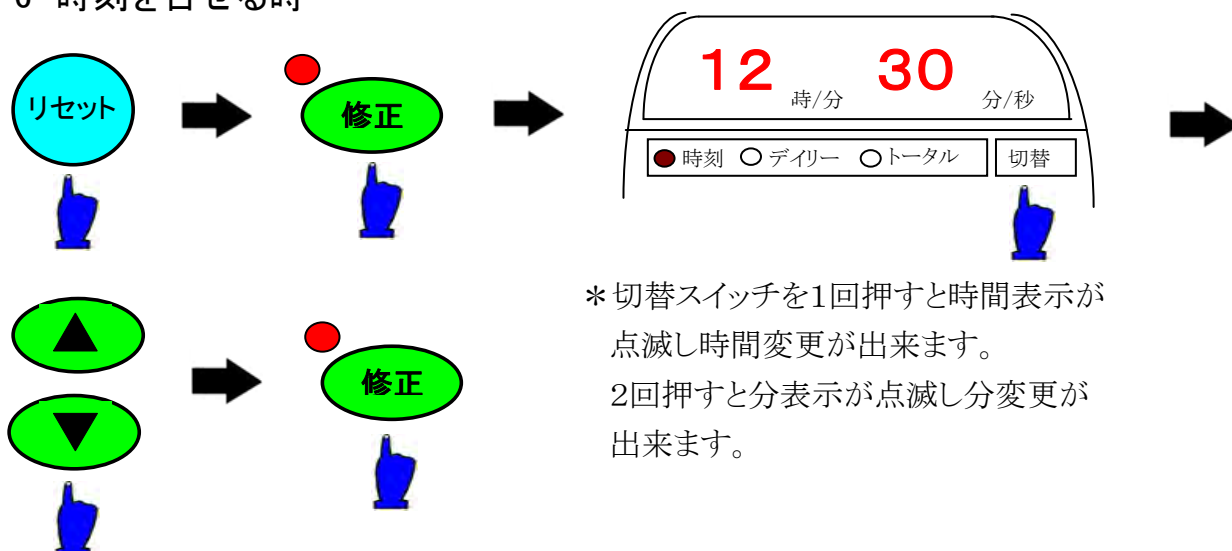 6 時刻を合せる時
リセット
修正
12 時/分 30 分/秒
時刻 デイリー トータル 切替
▲
▼
修正
＊切替スイッチを1回押すと時間表示が
点滅し時間変更が出来ます。
2回押すと分表示が点滅し分変更が
出来ます。